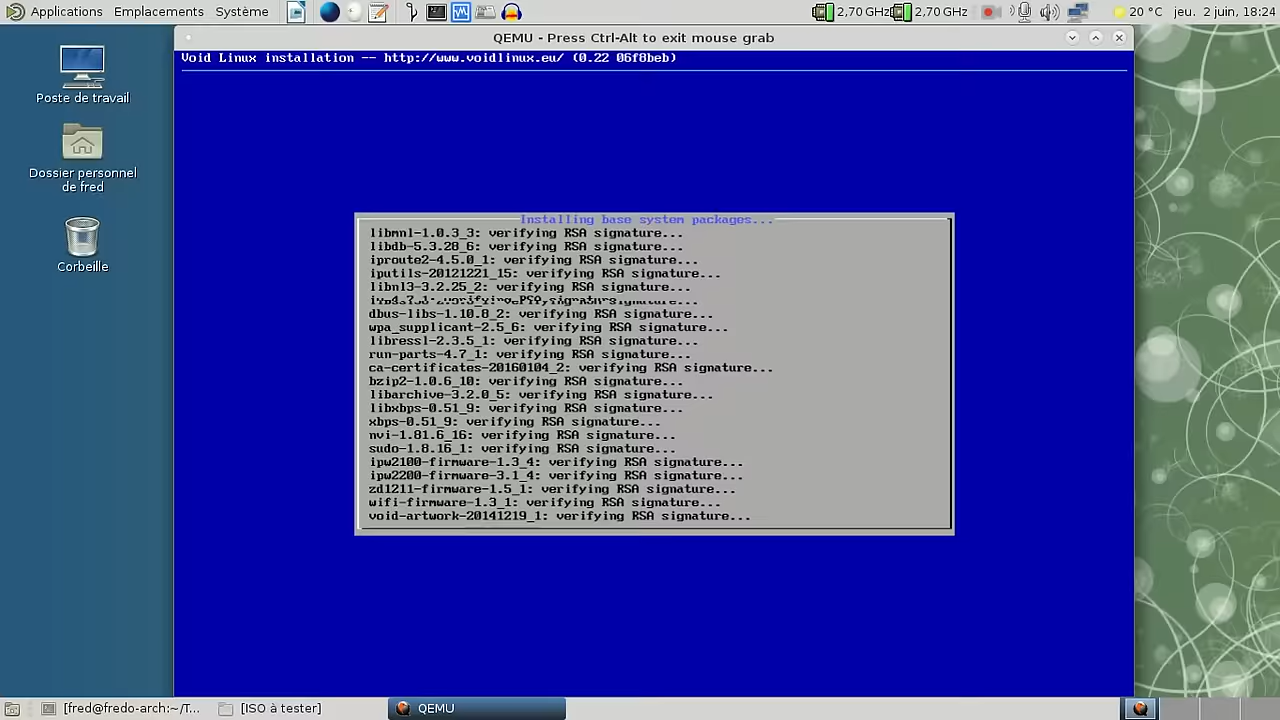 Applications Emplacements Système 2,70 GHz 2,70 GHz 20 °C jeu. 2 juin, 18:24
QEMU - Press Ctrl-Alt to exit mouse grab
Void Linux installation -- http://www.voidlinux.eu/ (0.22 06f8beb)
Poste de travail
Dossier personnel
de fred
Corbeille
Installing base system packages...
libmnl-1.0.3_3: verifying RSA signature...
libdb-5.3.28_6: verifying RSA signature...
iproute2-4.5.0_1: verifying RSA signature...
iputils-20121221_15: verifying RSA signature...
libnl3-3.2.25_2: verifying RSA signature...
dbus-libs-1.10.8_2: verifying RSA signature...
wpa_supplicant-2.5_6: verifying RSA signature...
libressl-2.3.5_1: verifying RSA signature...
run-parts-4.7_1: verifying RSA signature...
ca-certificates-20160104_2: verifying RSA signature...
bzip2-1.0.6_10: verifying RSA signature...
libarchive-3.2.0_5: verifying RSA signature...
libxbps-0.51_9: verifying RSA signature...
xbps-0.51_9: verifying RSA signature...
nvi-1.81.6_16: verifying RSA signature...
sudo-1.8.16_1: verifying RSA signature...
ipw2100-firmware-1.3_4: verifying RSA signature...
ipw2200-firmware-3.1_4: verifying RSA signature...
zd1211-firmware-1.5_1: verifying RSA signature...
wifi-firmware-1.3_1: verifying RSA signature...
void-artwork-20141219_1: verifying RSA signature...
[fred@fredo-arch:~/T... [ISO à tester] QEMU